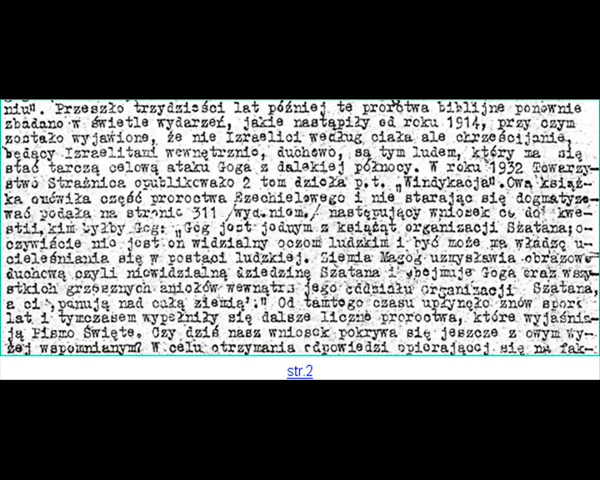 niu". Przeszło trzydzieści lat później te proroctwa biblijne ponownie
zbadano w świetle wydarzeń, jakie nastąpiły od roku 1914, przy czym
zostało wyjawione, że nie Izraelici według ciała ale chrześcijanie,
będący Izraelitami wewnętrznie, duchowo, są tym ludem, który ma się
stać tarczą celową ataku Goga z dalekiej północy. W roku 1932 Towarzy-
stwo Strażnica opublikowało 2 tom dzieła p.t. „Windykacja". Owa książ-
ka omówiła część proroctwa Ezechielowego i nie starając się dogmatyzo-
wać podała na stronie 311 /wyd.niem./ następujący wniosek co do kwe-
stii, kim byłby Gog: „Gog jest jednym z książąt organizacji Szatana; o-
czywiście nie jest on widzialny oczom ludzkim i być może ma władzę u-
cieleśniania się w postaci ludzkiej. Ziemia Magog uzmysławia obrazowo
duchową czyli niewidzialną dziedzinę Szatana i obejmuje Goga oraz wszy-
stkich grzesznych aniołów wewnątrz jego oddziału organizacji Szatana,
a ci ‚panują nad całą ziemią'." Od tamtego czasu upłynęło znów sporo
lat i tymczasem wypełniły się dalsze liczne proroctwa, które wyjaśnia-
ją Pismo Święte. Czy dziś nasz wniosek pokrywa się jeszcze z owym wy-
żej wspomnianym? W celu otrzymania odpowiedzi opierającej się na fak-
str.2